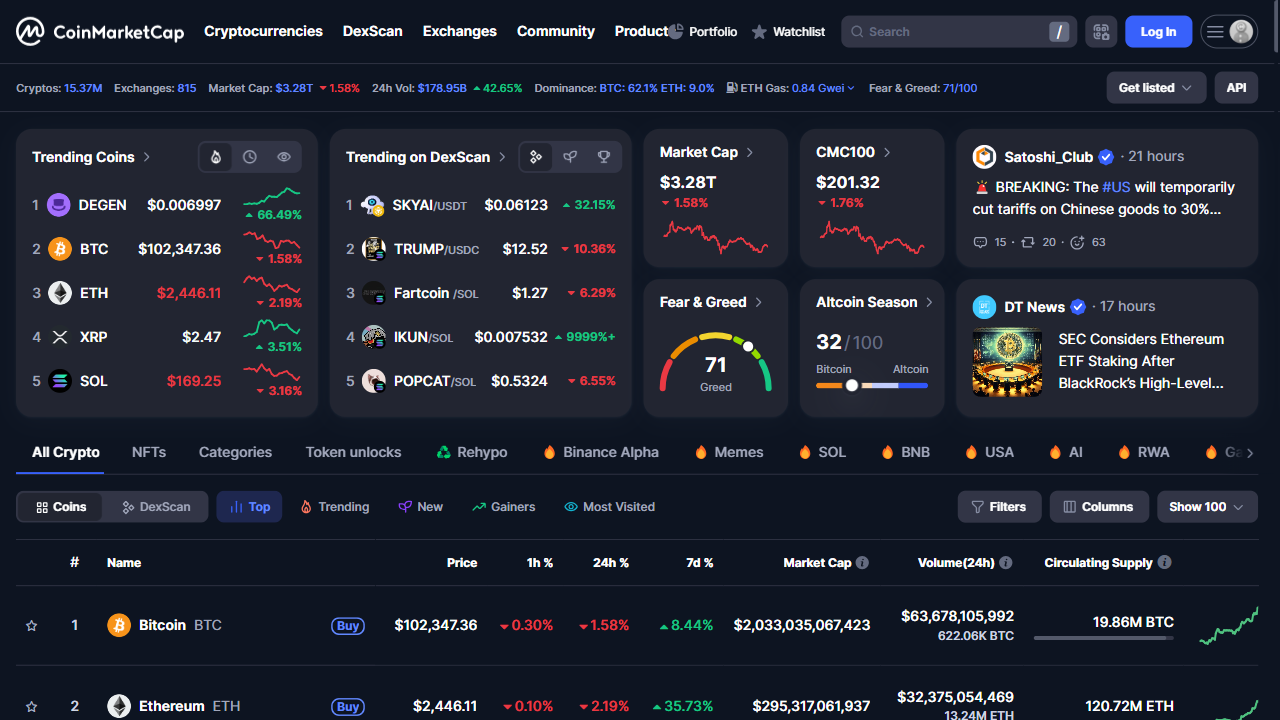 CoinMarketCap Cryptocurrencies DexScan Exchanges Community Product Portfolio Watchlist Search / Log In
Cryptos: 15.37M Exchanges: 815 Market Cap: $3.28T 1.58% 24h Vol: $178.95B 42.65% Dominance: BTC: 62.1% ETH: 9.0% ETH Gas: 0.84 Gwei Fear & Greed: 71/100 Get listed API
Trending Coins
1 DEGEN $0.006997 66.49%
2 BTC $102,347.36 1.58%
3 ETH $2,446.11 2.19%
4 XRP $2.47 3.51%
5 SOL $169.25 3.16%
Trending on DexScan
1 SKYAI/USDT $0.06123 32.15%
2 TRUMP/USDC $12.52 10.36%
3 Fartcoin /SOL $1.27 6.29%
4 IKUN/SOL $0.007532 9999%+
5 POPCAT/SOL $0.5324 6.55%
Market Cap
$3.28T
1.58%
CMC100
$201.32
1.76%
Fear & Greed
71
Greed
Altcoin Season
32/100
Bitcoin Altcoin
Satoshi_Club · 21 hours
BREAKING: The #US will temporarily
cut tariffs on Chinese goods to 30%...
15 · 20 · 63
DT News · 17 hours
SEC Considers Ethereum
ETF Staking After
BlackRock's High-Level...
All Crypto NFTs Categories Token unlocks Rehypo Binance Alpha Memes SOL BNB USA AI RWA
Coins DexScan Top Trending New Gainers Most Visited Filters Columns Show 100
# Name Price 1h % 24h % 7d % Market Cap Volume(24h) Circulating Supply
1 Bitcoin BTC Buy $102,347.36 0.30% 1.58% 8.44% $2,033,035,067,423 $63,678,105,992 19.86M BTC
622.06K BTC
2 Ethereum ETH Buy $2,446.11 0.10% 2.19% 35.73% $295,317,061,937 $32,375,054,469 120.72M ETH
13.24M ETH